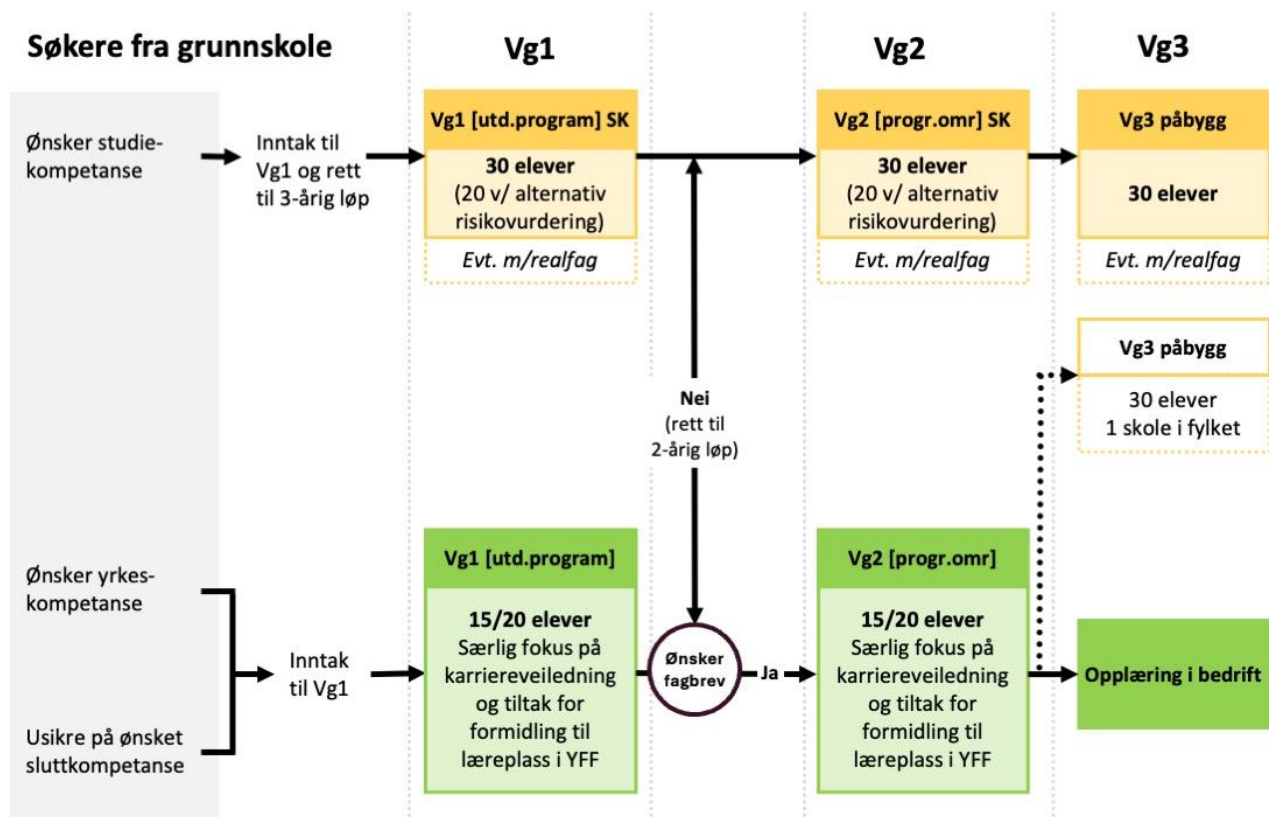 Søkere fra grunnskole
Vg1
Vg2
Vg3
Ønsker studie-
kompetanse
Inntak til
Vg1 og rett
til 3-årig løp
Vg1 [utd.program] SK
30 elever
(20 v/ alternativ
risikovurdering)
Evt. m/realfag
Vg2 [progr.omr] SK
30 elever
(20 v/ alternativ
risikovurdering)
Evt. m/realfag
Vg3 påbygg
30 elever
Evt. m/realfag
Vg3 påbygg
30 elever
1 skole i fylket
Nei
(rett til
2-årig løp)
Ønsker yrkes-
kompetanse
Usikre på ønsket
sluttkompetanse
Inntak
til Vg1
Vg1 [utd.program]
15/20 elever
Særlig fokus på
karriereveiledning
og tiltak for
formidling til
læreplass i YFF
Ønsker
fagbrev
Ja
Vg2 [progr.omr]
15/20 elever
Særlig fokus på
karriereveiledning
og tiltak for
formidling til
læreplass i YFF
Opplæring i bedrift